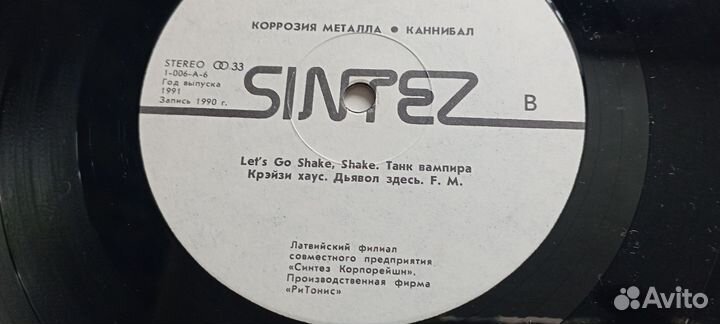 КОРРОЗИЯ МЕТАЛЛА ● КАННИБАЛ
STEREO ꝏ 33
1-006-А-6
Год выпуска
1991
Запись 1990 г.
SINTEZ
B
Let's Go Shake, Shake. Танк вампира
Крэйзи хаус. Дьявол здесь. F. M.
Латвийский филиал
совместного предприятия
«Синтез Корпорейшн».
Производственная фирма
«РиТонис»
Avito